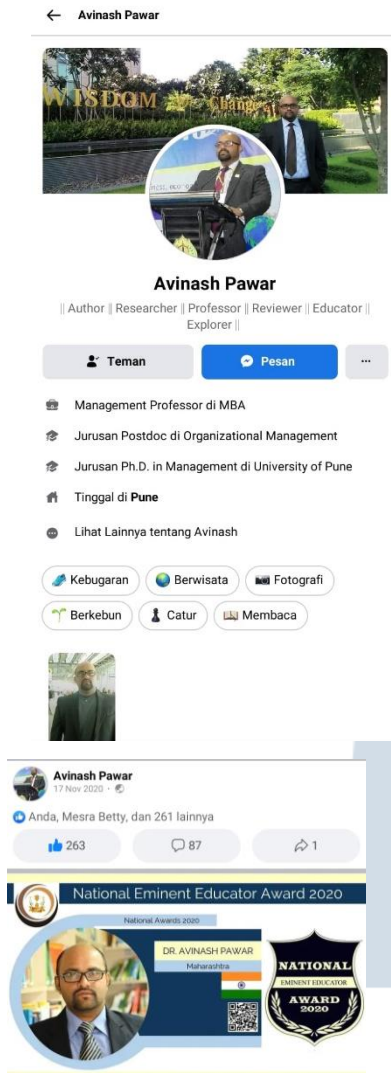 Avinash Pawar
WISDOM Change
Avinash Pawar
|| Author || Researcher || Professor || Reviewer || Educator ||
Explorer ||
Teman
Pesan
Management Professor di MBA
Jurusan Postdoc di Organizational Management
Jurusan Ph.D. in Management di University of Pune
Tinggal di Pune
Lihat Lainnya tentang Avinash
Kebugaran
Berwisata
Fotografi
Berkebun
Catur
Membaca
Avinash Pawar
17 Nov 2020
Anda, Mesra Betty, dan 261 lainnya
263
87
1
National Eminent Educator Award 2020
National Awards 2020
DR. AVINASH PAWAR
Maharashtra
NATIONAL
EMINENT EDUCATOR
AWARD
2020